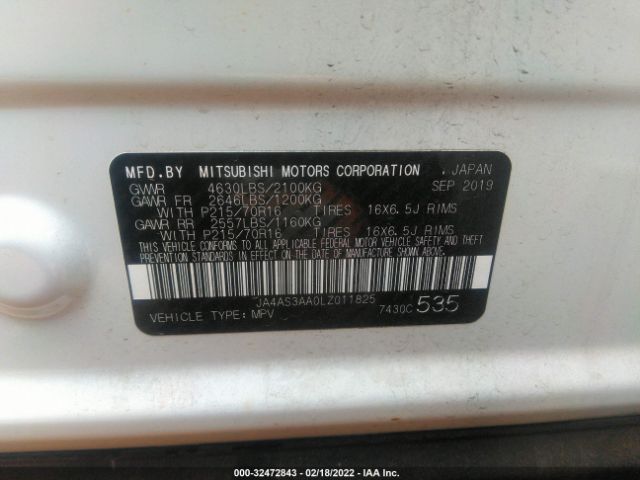 MFD.BY MITSUBISHI MOTORS CORPORATION . JAPAN
GVWR 4630LBS/2100KG SEP 2019
GAWR FR 2646LBS/1200KG
WITH P215/70R16 TIRES 16X6.5J RIMS
GAWR RR 2557LBS/1160KG
WITH P215/70R16 TIRES 16X6.5J RIMS
THIS VEHICLE CONFORMS TO ALL APPLICABLE FEDERAL MOTOR VEHICLE SAFETY AND THEFT
PREVENTION STANDARDS IN EFFECT ON THE DATE OF MANUFACTURE SHOWN ABOVE.
JA4AS3AA0LZ011825
VEHICLE TYPE: MPV 7430C 535
000-32472843 - 02/18/2022 - IAA Inc.